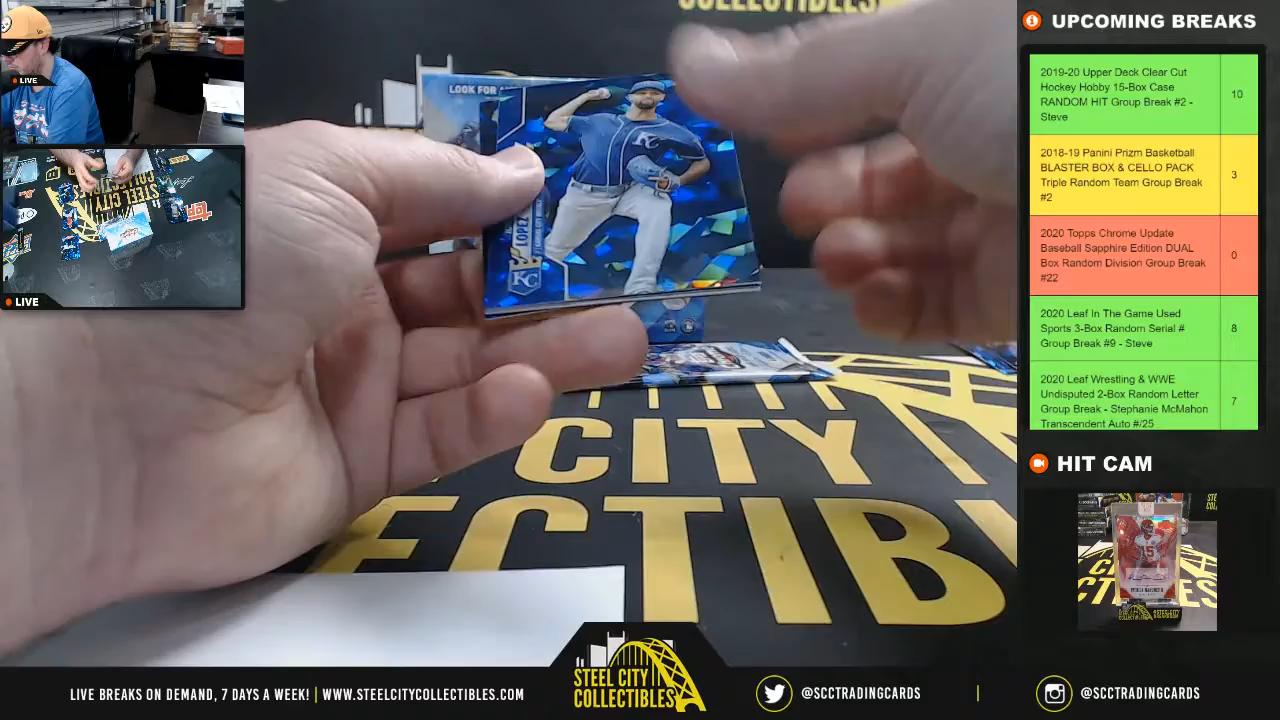 COLLECTIBLES
LIVE
LIVE
LOOK FOR
LOPEZ
KC
KC
CITY
ECTIB
UPCOMING BREAKS
2019-20 Upper Deck Clear Cut
Hockey Hobby 15-Box Case
RANDOM HIT Group Break #2 -
Steve
10
2018-19 Panini Prizm Basketball
BLASTER BOX & CELLO PACK
Triple Random Team Group Break
#2
3
2020 Topps Chrome Update
Baseball Sapphire Edition DUAL
Box Random Division Group Break
#22
0
2020 Leaf In The Game Used
Sports 3-Box Random Serial #
Group Break #9 - Steve
8
2020 Leaf Wrestling & WWE
Undisputed 2-Box Random Letter
Group Break - Stephanie McMahon
Transcendent Auto #/25
7
HIT CAM
15
LIVE BREAKS ON DEMAND, 7 DAYS A WEEK! | WWW.STEELCITYCOLLECTIBLES.COM
STEEL CITY
COLLECTIBLES
@SCCTRADINGCARDS
@SCCTRADINGCARDS